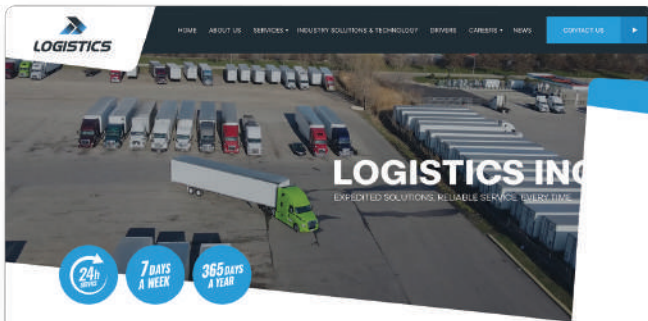 LOGISTICS
HOME ABOUT US SERVICES INDUSTRY SOLUTIONS & TECHNOLOGY DRIVERS CAREERS NEWS CONTACT US
LOGISTICS INC
EXPEDITED SOLUTIONS, RELIABLE SERVICE, EVERY TIME
24h
SERVICE
7 DAYS
A WEEK
365 DAYS
A YEAR